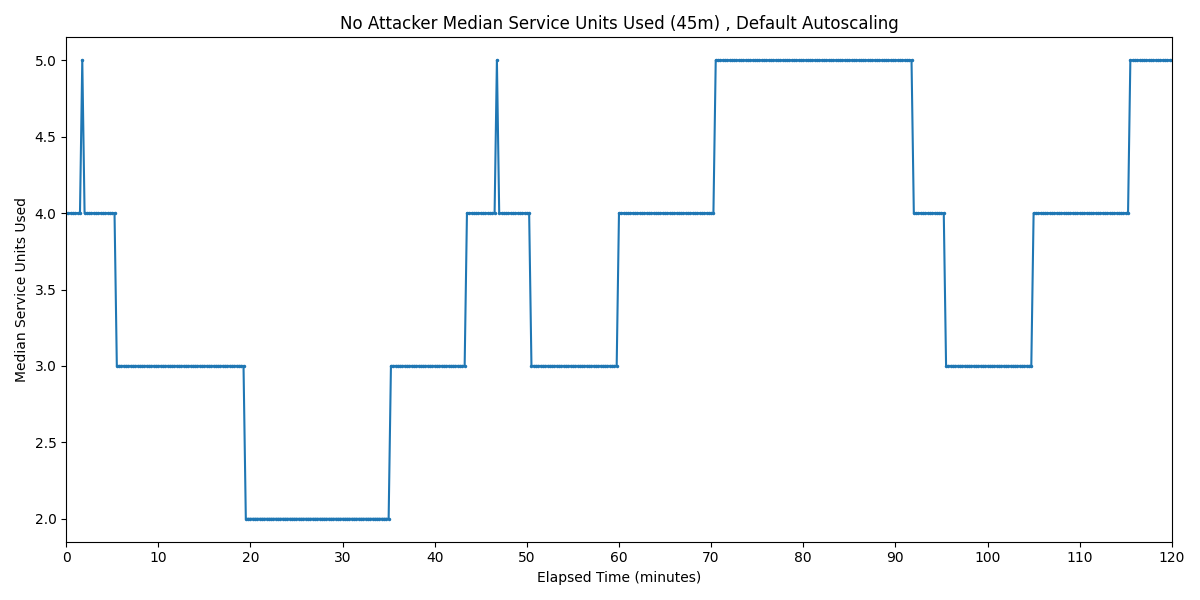 No Attacker Median Service Units Used (45m) , Default Autoscaling
Median Service Units Used
5.0
4.5
4.0
3.5
3.0
2.5
2.0
0 10 20 30 40 50 60 70 80 90 100 110 120
Elapsed Time (minutes)